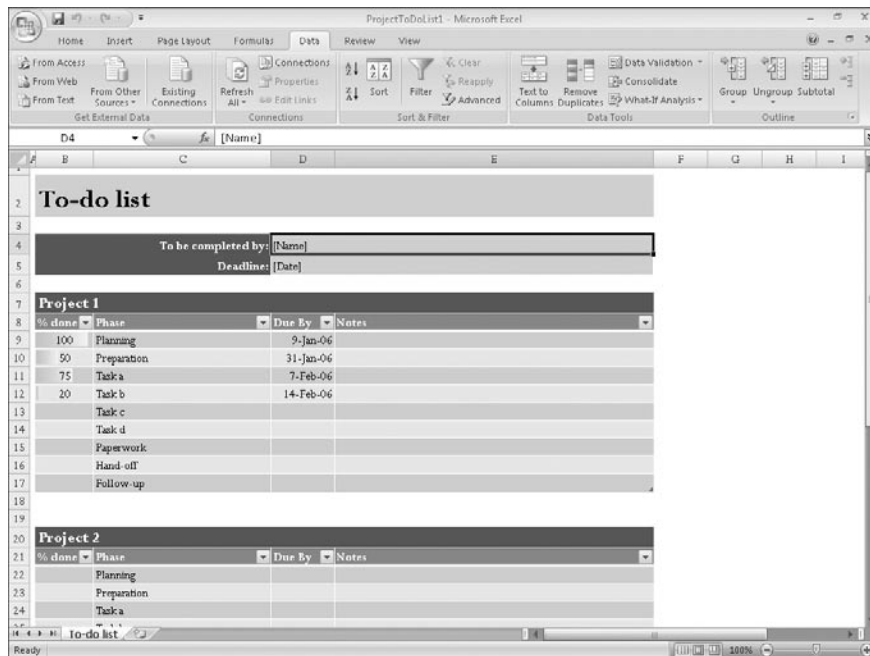 ProjectToDoList1 - Microsoft Excel
Home Insert Page Layout Formulas Data Review View
From Access
From Web
From Text
From Other Sources
Existing Connections
Get External Data
Refresh All
Connections
Properties
Edit Links
Connections
Sort
Filter
Clear
Reapply
Advanced
Sort & Filter
Text to Columns
Remove Duplicates
Data Validation
Consolidate
What-If Analysis
Data Tools
Group Ungroup Subtotal
Outline
D4 fx [Name]
A B C D E F G H I
2 To-do list
3
4 To be completed by: [Name]
5 Deadline: [Date]
6
7 Project 1
8 % done Phase Due By Notes
9 100 Planning 9-Jan-06
10 50 Preparation 31-Jan-06
11 75 Task a 7-Feb-06
12 20 Task b 14-Feb-06
13 Task c
14 Task d
15 Paperwork
16 Hand-off
17 Follow-up
18
19
20 Project 2
21 % done Phase Due By Notes
22 Planning
23 Preparation
24 Task a
To-do list
Ready 100%